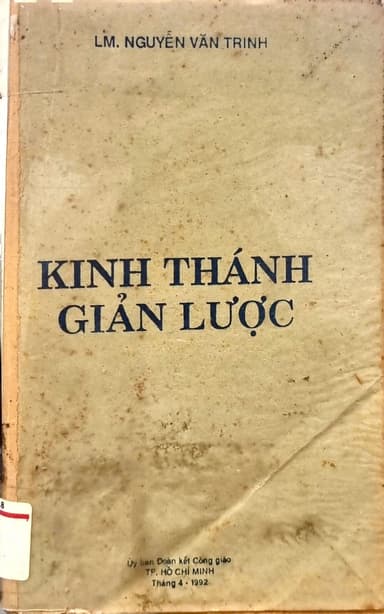 LM. NGUYỄN VĂN TRINH
KINH THÁNH
GIẢN LƯỢC
Ủy ban Đoàn kết Công giáo
TP. HỒ CHÍ MINH
Tháng 4 - 1992